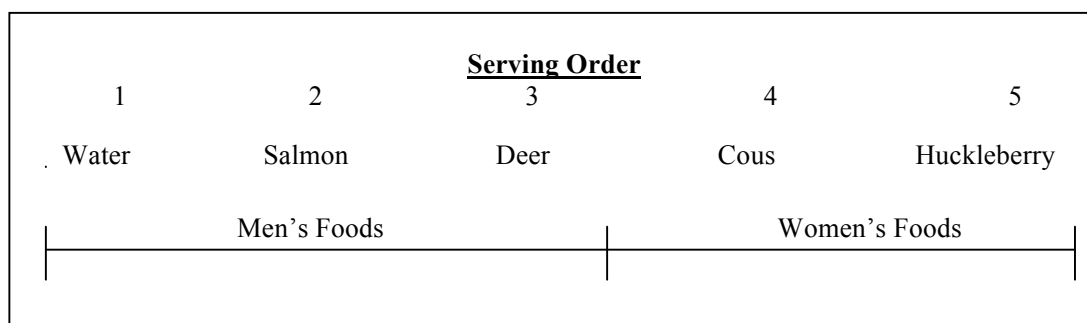 Serving Order
1 2 3 4 5
. Water Salmon Deer Cous Huckleberry
Men’s Foods Women’s Foods